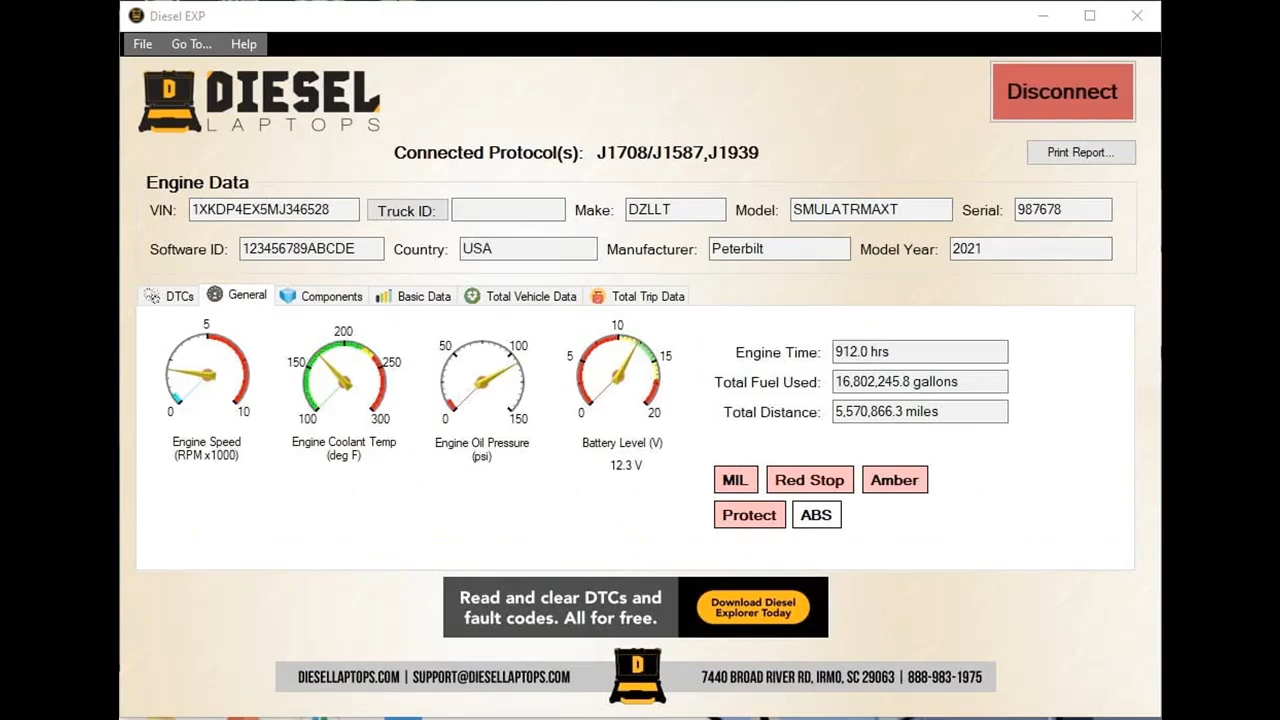 Diesel EXP
File Go To... Help
D DIESEL
LAPTOPS
Disconnect
Connected Protocol(s): J1708/J1587,J1939
Print Report...
Engine Data
VIN: 1XKDP4EX5MJ346528 Truck ID: Make: DZLLT Model: SMULATRMAXT Serial: 987678
Software ID: 123456789ABCDE Country: USA Manufacturer: Peterbilt Model Year: 2021
DTCs General Components Basic Data Total Vehicle Data Total Trip Data
5
0 10
Engine Speed
(RPM x1000)
200
150 250
100 300
Engine Coolant Temp
(deg F)
50 100
0 150
Engine Oil Pressure
(psi)
10
5 15
0 20
Battery Level (V)
12.3 V
Engine Time: 912.0 hrs
Total Fuel Used: 16,802,245.8 gallons
Total Distance: 5,570,866.3 miles
MIL Red Stop Amber
Protect ABS
Read and clear DTCs and
fault codes. All for free.
Download Diesel
Explorer Today
DIESELLAPTOPS.COM | SUPPORT@DIESELLAPTOPS.COM D 7440 BROAD RIVER RD, IRMO, SC 29063 | 888-983-1975